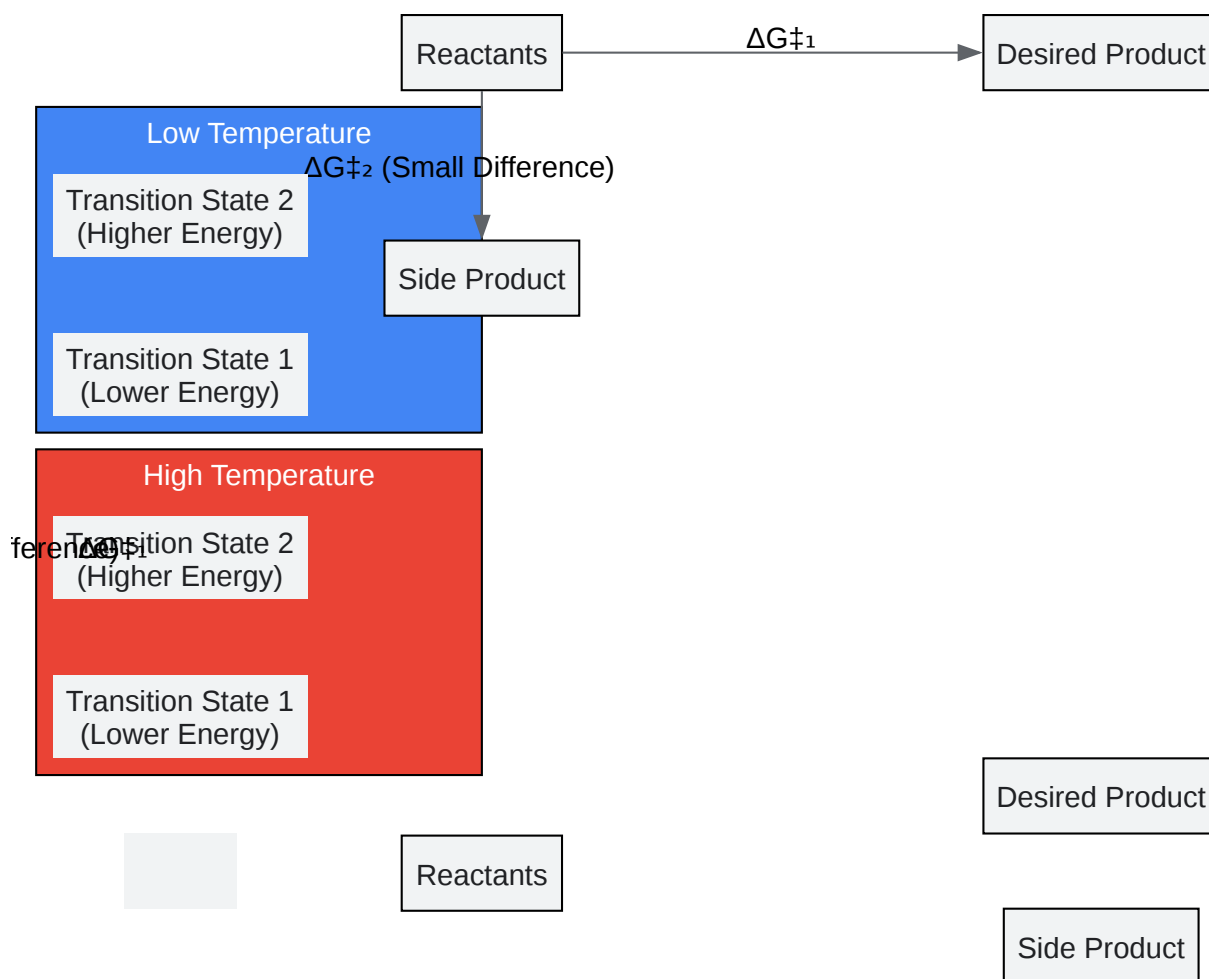 Reactants
ΔG‡₁
Desired Product
Low Temperature
ΔG‡₂ (Small Difference)
Transition State 2
(Higher Energy)
Side Product
Transition State 1
(Lower Energy)
High Temperature
Transition State 2
(Higher Energy)
ΔG‡₁
Transition State 1
(Lower Energy)
Desired Product
Reactants
Side Product